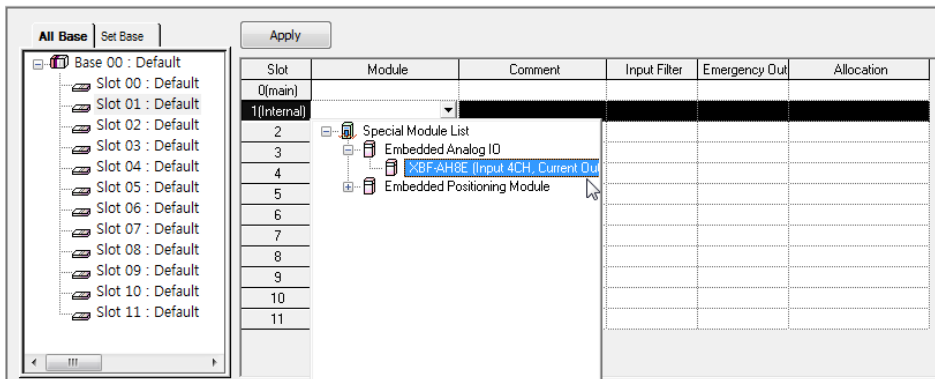 All Base Set Base Apply
Base 00 : Default
Slot 00 : Default
Slot 01 : Default
Slot 02 : Default
Slot 03 : Default
Slot 04 : Default
Slot 05 : Default
Slot 06 : Default
Slot 07 : Default
Slot 08 : Default
Slot 09 : Default
Slot 10 : Default
Slot 11 : Default
Slot Module Comment Input Filter Emergency Out Allocation
0(main)
1(Internal)
2
3
4
5
6
7
8
9
10
11
Special Module List
Embedded Analog IO
XBF-AH8E (Input 4CH, Current Out
Embedded Positioning Module